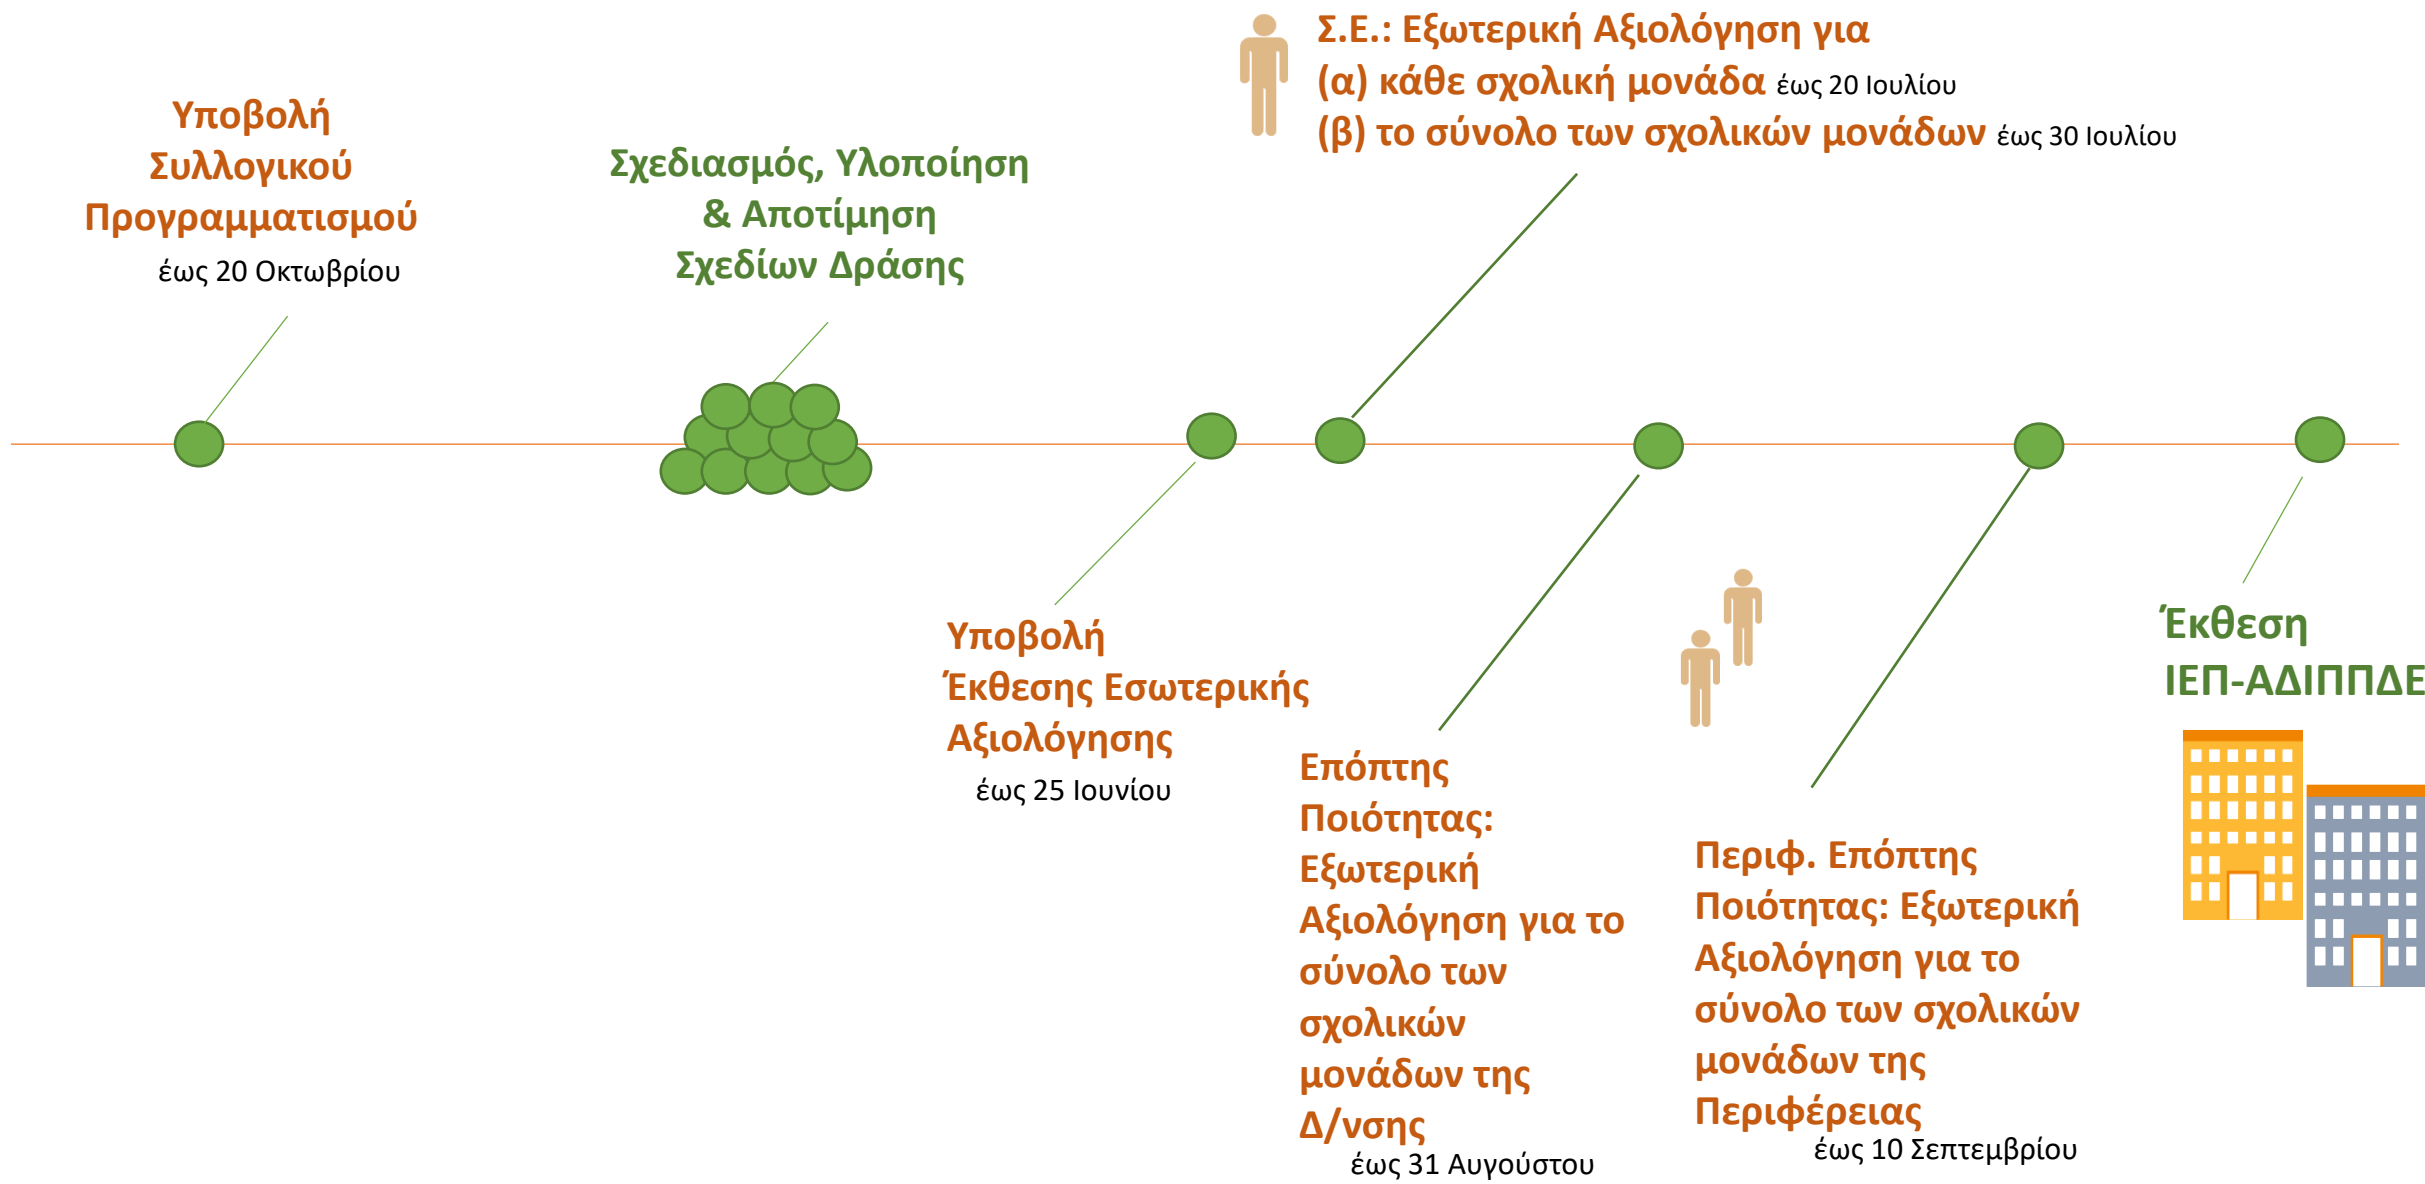 Υποβολή
Συλλογικού
Προγραμματισμού
έως 20 Οκτωβρίου
Σχεδιασμός, Υλοποίηση
& Αποτίμηση
Σχεδίων Δράσης
Σ.Ε.: Εξωτερική Αξιολόγηση για
(α) κάθε σχολική μονάδα έως 20 Ιουλίου
(β) το σύνολο των σχολικών μονάδων έως 30 Ιουλίου
Υποβολή
Έκθεσης Εσωτερικής
Αξιολόγησης
έως 25 Ιουνίου
Επόπτης
Ποιότητας:
Εξωτερική
Αξιολόγηση για το
σύνολο των
σχολικών
μονάδων της
Δ/νσης
έως 31 Αυγούστου
Περιφ. Επόπτης
Ποιότητας: Εξωτερική
Αξιολόγηση για το
σύνολο των σχολικών
μονάδων της
Περιφέρειας
έως 10 Σεπτεμβρίου
Έκθεση
ΙΕΠ-ΑΔΙΠΠΔΕ